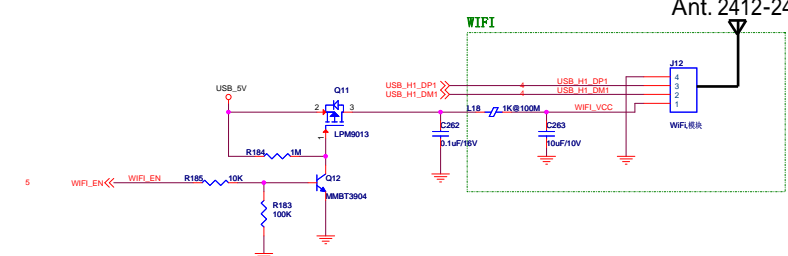 Ant. 2412-24
WIFI
J12
USB_H1_DP1
4
USB_H1_DP1
4
USB_H1_DM1
4
USB_H1_DM1
3
2
1
USB_5V
Q11
2
3
1
LPM9013
L18
1K@100M
WIFI_VCC
WiFi模块
C262
0.1uF/16V
C263
10uF/10V
R184
1M
5
WIFI_EN
WIFI_EN
R185
10K
Q12
MMBT3904
R183
100K